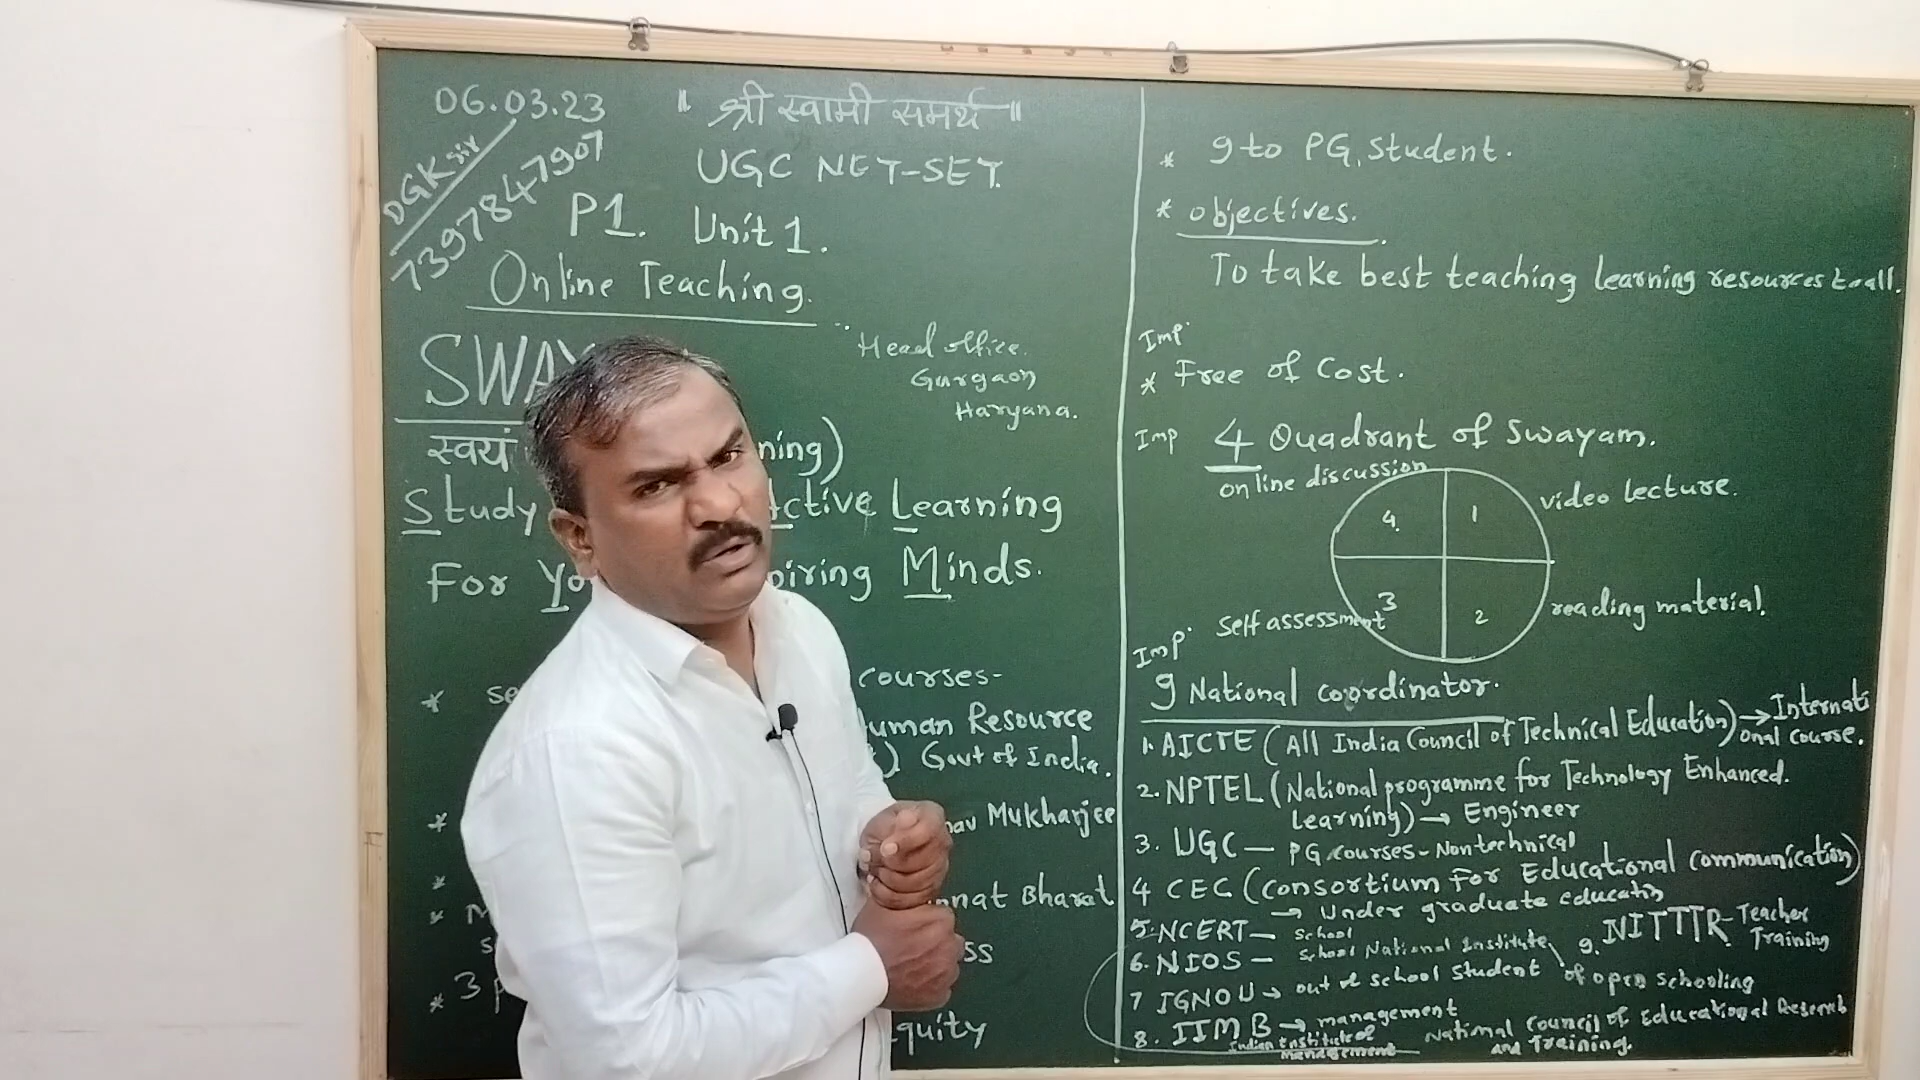 06.03.23
॥ श्री स्वामी समर्थ ॥
DGK sir
7397847907
UGC NET-SET.
P1. Unit 1.
Online Teaching.
Head office.
Gurgaon
Haryana.
SWAY
स्वयं
ning)
Study Active Learning
For Yo piring Minds.
* se courses-
uman Resource
) Govt of India.
* nav Mukharjee
* nnat Bharat
* M
s ss
* 3 p
quity
* 9 to PG, Student.
* objectives.
To take best teaching learning resources to all.
Imp
* Free of Cost.
Imp 4 Quadrant of Swayam.
online discussion
video lecture.
4. 1
3 2
self assessment
reading material.
Imp
9 National coordinator.
1. AICTE (All India Council of Technical Education) → International course.
2. NPTEL (National programme for Technology Enhanced.
Learning) → Engineer
3. UGC — PG courses - Nontechnical
4 CEC (Consortium For Educational communication)
→ Under graduate education
5. NCERT — School
9. NITTTR - Teacher Training
6. NIOS — School National Institute of open schooling
7 IGNOU → out of school student
8. IIM B → management
Indian Institute of management
National Council of Educational Research
and Training.